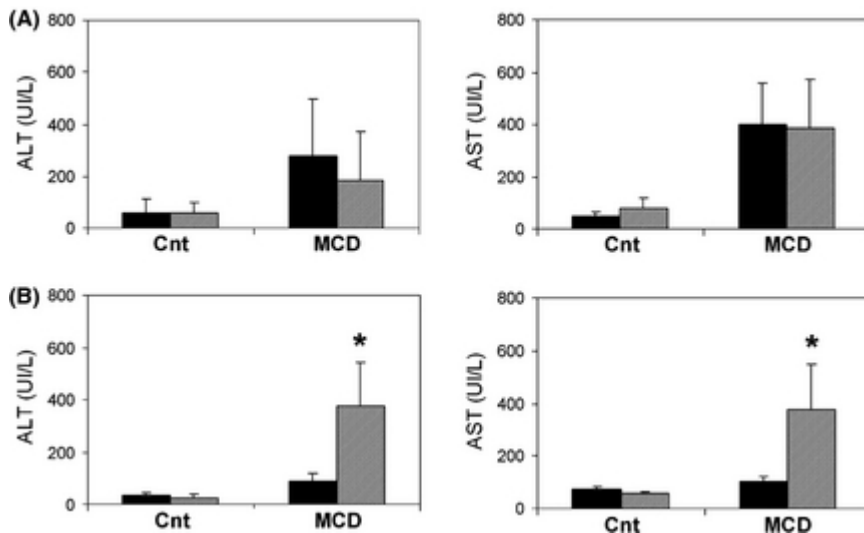 (A)
800
600
400
200
0
ALT (UI/L)
Cnt MCD
800
600
400
200
0
AST (UI/L)
Cnt MCD
(B)
800
600
400
200
0
ALT (UI/L)
*
Cnt MCD
800
600
400
200
0
AST (UI/L)
*
Cnt MCD